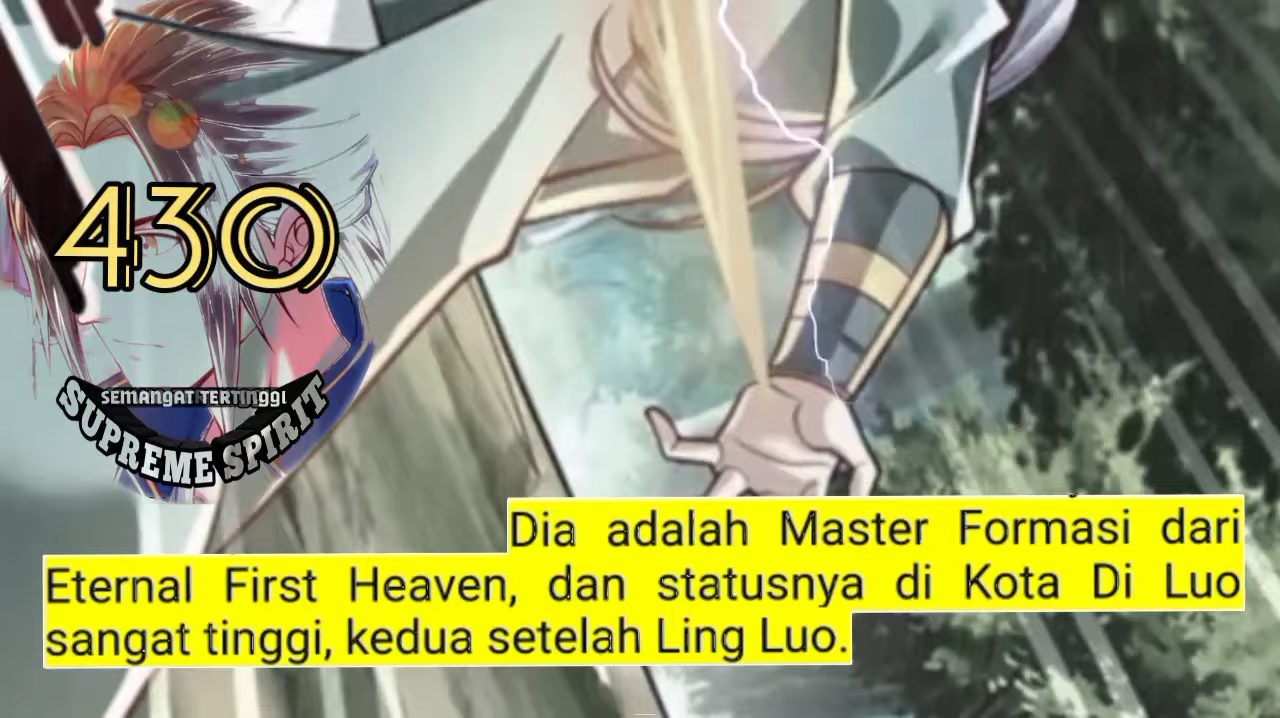 430
SEMANGAT TERTINGGI
SUPREME SPIRIT
Dia adalah Master Formasi dari
Eternal First Heaven, dan statusnya di Kota Di Luo
sangat tinggi, kedua setelah Ling Luo.